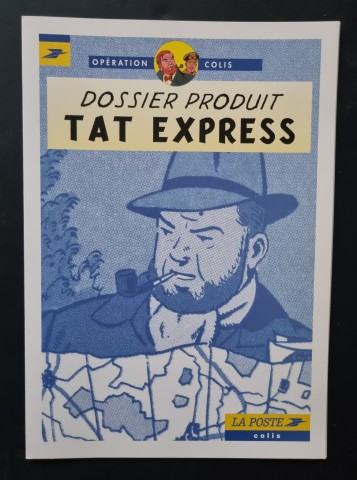 OPÉRATION COLIS
DOSSIER PRODUIT
TAT EXPRESS
LA POSTE
colis